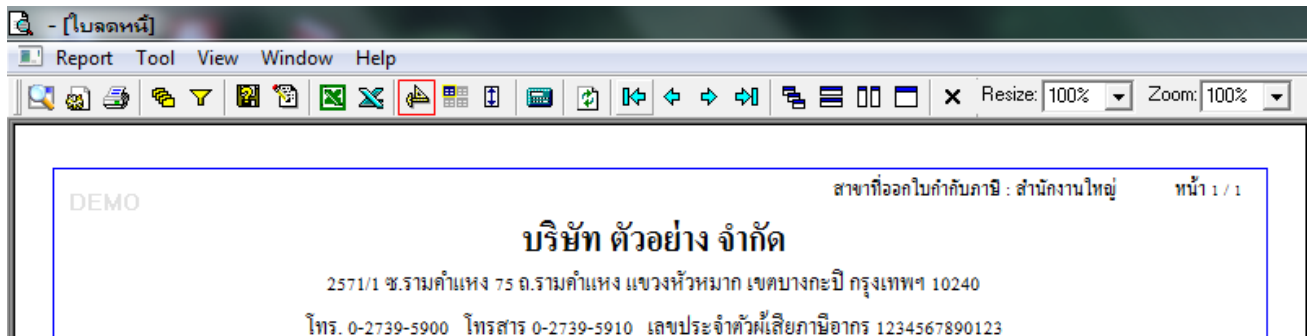 - [ใบลดหนี้]
Report Tool View Window Help
Resize: 100% Zoom: 100%
DEMO
สาขาที่ออกใบกำกับภาษี : สำนักงานใหญ่ หน้า 1 / 1
บริษัท ตัวอย่าง จำกัด
2571/1 ซ.รามคำแหง 75 ถ.รามคำแหง แขวงหัวหมาก เขตบางกะปิ กรุงเทพฯ 10240
โทร. 0-2739-5900 โทรสาร 0-2739-5910 เลขประจำตัวผู้เสียภาษีอากร 1234567890123